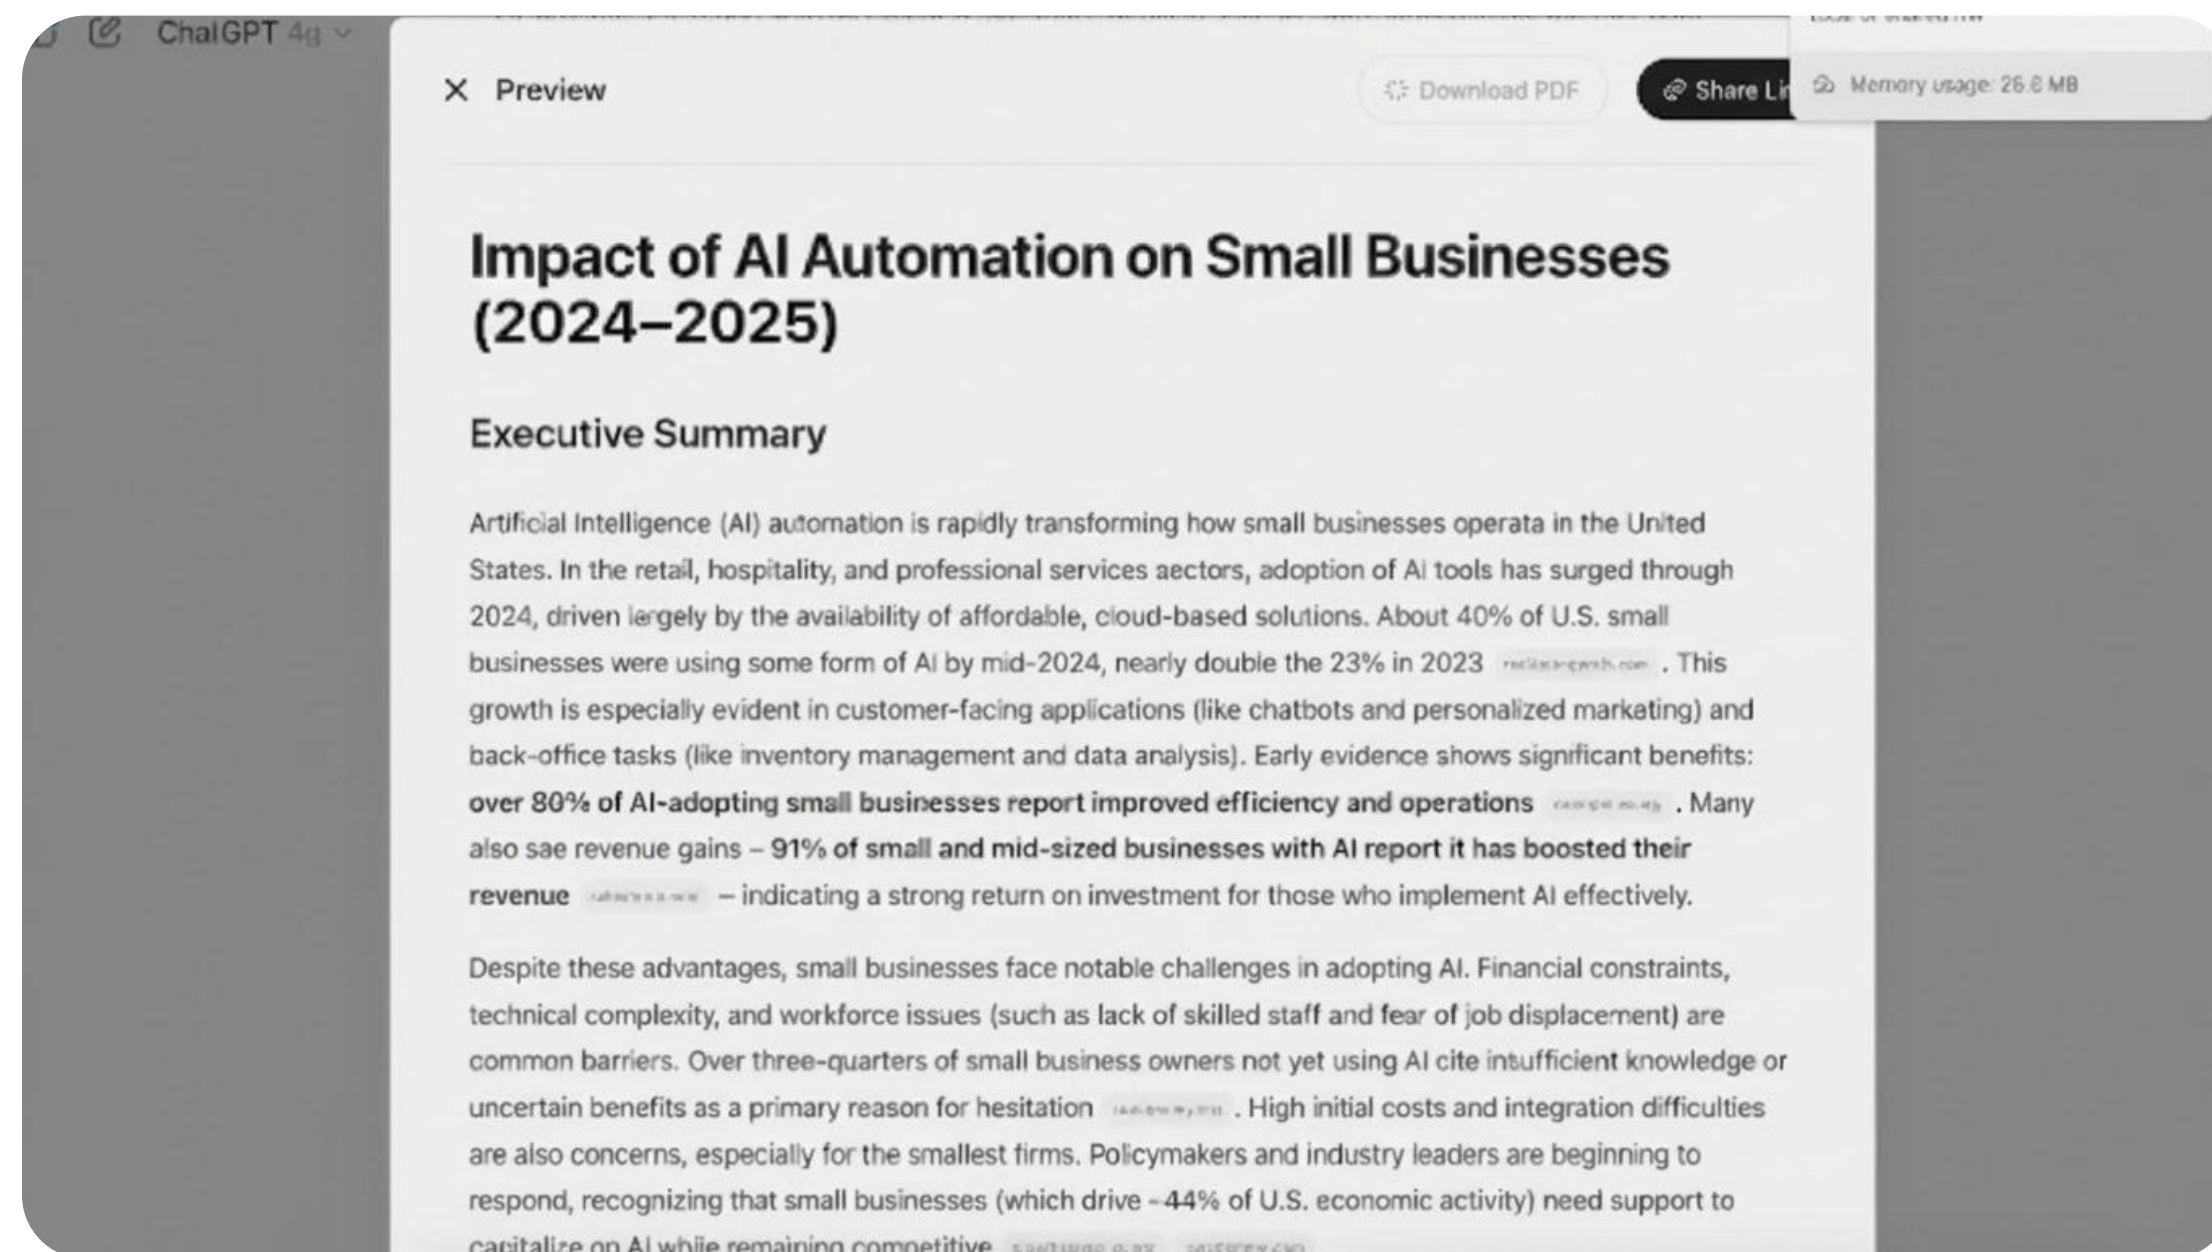 ChalGPT 4g
Preview
Download PDF
Share Lin
Memory usage: 26.6 MB
Impact of AI Automation on Small Businesses
(2024–2025)
Executive Summary
Artificial Intelligence (AI) automation is rapidly transforming how small businesses operata in the United
States. In the retail, hospitality, and professional services aectors, adoption of AI tools has surged through
2024, driven largely by the availability of affordable, cloud-based solutions. About 40% of U.S. small
businesses were using some form of AI by mid-2024, nearly double the 23% in 2023 . This
growth is especially evident in customer-facing applications (like chatbots and personalized marketing) and
back-office tasks (like inventory management and data analysis). Early evidence shows significant benefits:
over 80% of AI-adopting small businesses report improved efficiency and operations . Many
also sae revenue gains – 91% of small and mid-sized businesses with AI report it has boosted their
revenue – indicating a strong return on investment for those who implement AI effectively.
Despite these advantages, small businesses face notable challenges in adopting AI. Financial constraints,
technical complexity, and workforce issues (such as lack of skilled staff and fear of job displacement) are
common barriers. Over three-quarters of small business owners not yet using AI cite intufficient knowledge or
uncertain benefits as a primary reason for hesitation . High initial costs and integration difficulties
are also concerns, especially for the smallest firms. Policymakers and industry leaders are beginning to
respond, recognizing that small businesses (which drive ~44% of U.S. economic activity) need support to
capitalize on AI while remaining competitive